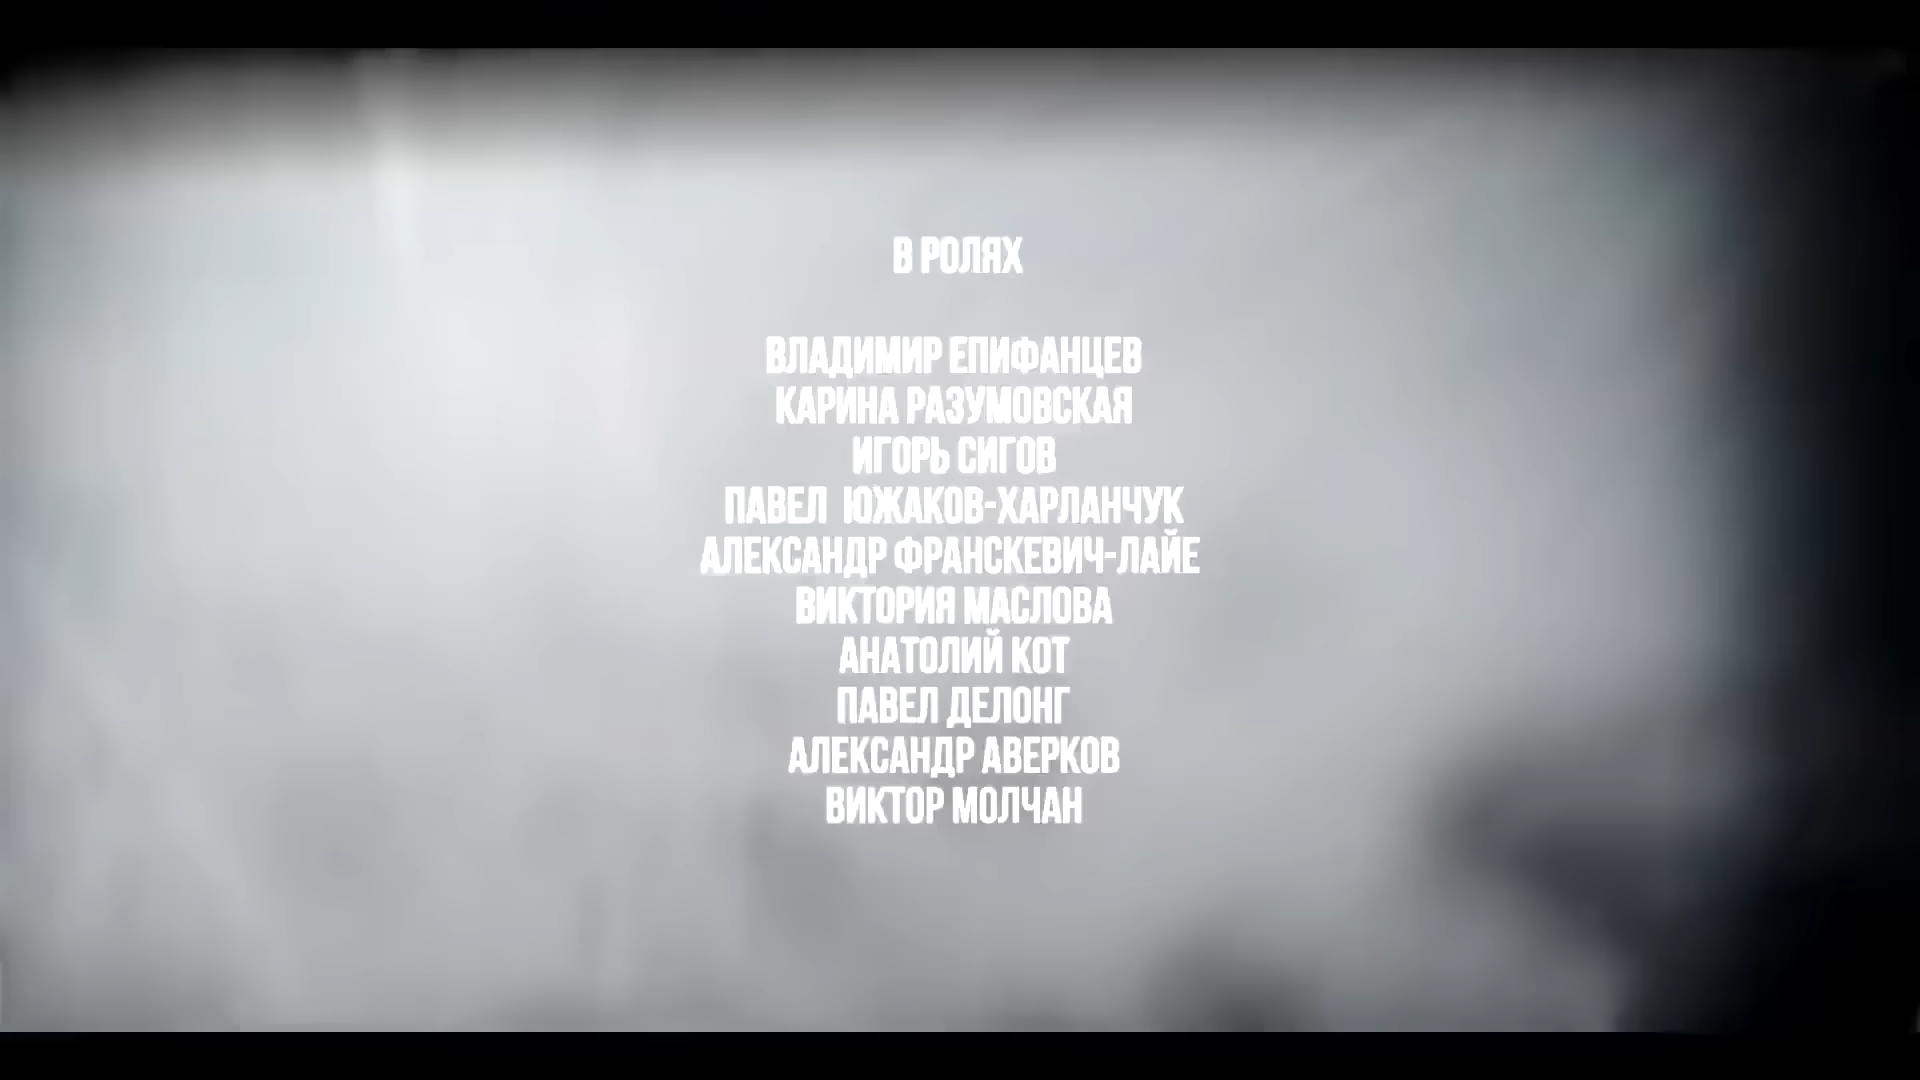 В РОЛЯХ
ВЛАДИМИР ЕПИФАНЦЕВ
КАРИНА РАЗУМОВСКАЯ
ИГОРЬ СИГОВ
ПАВЕЛ ЮЖАКОВ-ХАРЛАНЧУК
АЛЕКСАНДР ФРАНСКЕВИЧ-ЛАЙЕ
ВИКТОРИЯ МАСЛОВА
АНАТОЛИЙ КОТ
ПАВЕЛ ДЕЛОНГ
АЛЕКСАНДР АВЕРКОВ
ВИКТОР МОЛЧАН